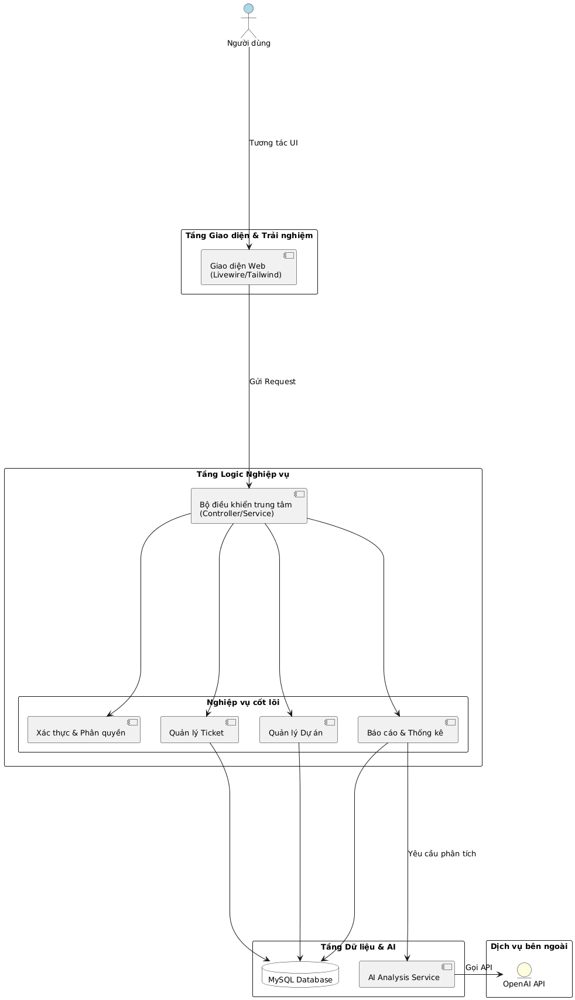 Người dùng
Tương tác UI
Tầng Giao diện & Trải nghiệm
Giao diện Web
(Livewire/Tailwind)
Gửi Request
Tầng Logic Nghiệp vụ
Bộ điều khiển trung tâm
(Controller/Service)
Nghiệp vụ cốt lõi
Xác thực & Phân quyền
Quản lý Ticket
Quản lý Dự án
Báo cáo & Thống kê
Yêu cầu phân tích
Tầng Dữ liệu & AI
MySQL Database
AI Analysis Service
Gọi API
Dịch vụ bên ngoài
OpenAI API